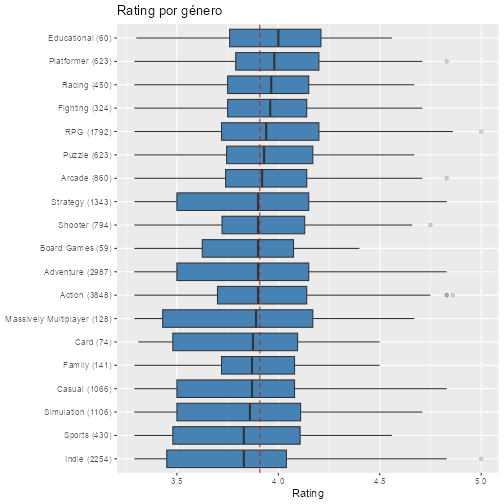 Rating por género
Educational (60)
Platformer (623)
Racing (450)
Fighting (324)
RPG (1792)
Puzzle (623)
Arcade (860)
Strategy (1343)
Shooter (794)
Board Games (59)
Adventure (2987)
Action (3848)
Massively Multiplayer (128)
Card (74)
Family (141)
Casual (1066)
Simulation (1106)
Sports (430)
Indie (2254)
3.5 4.0 4.5 5.0
Rating